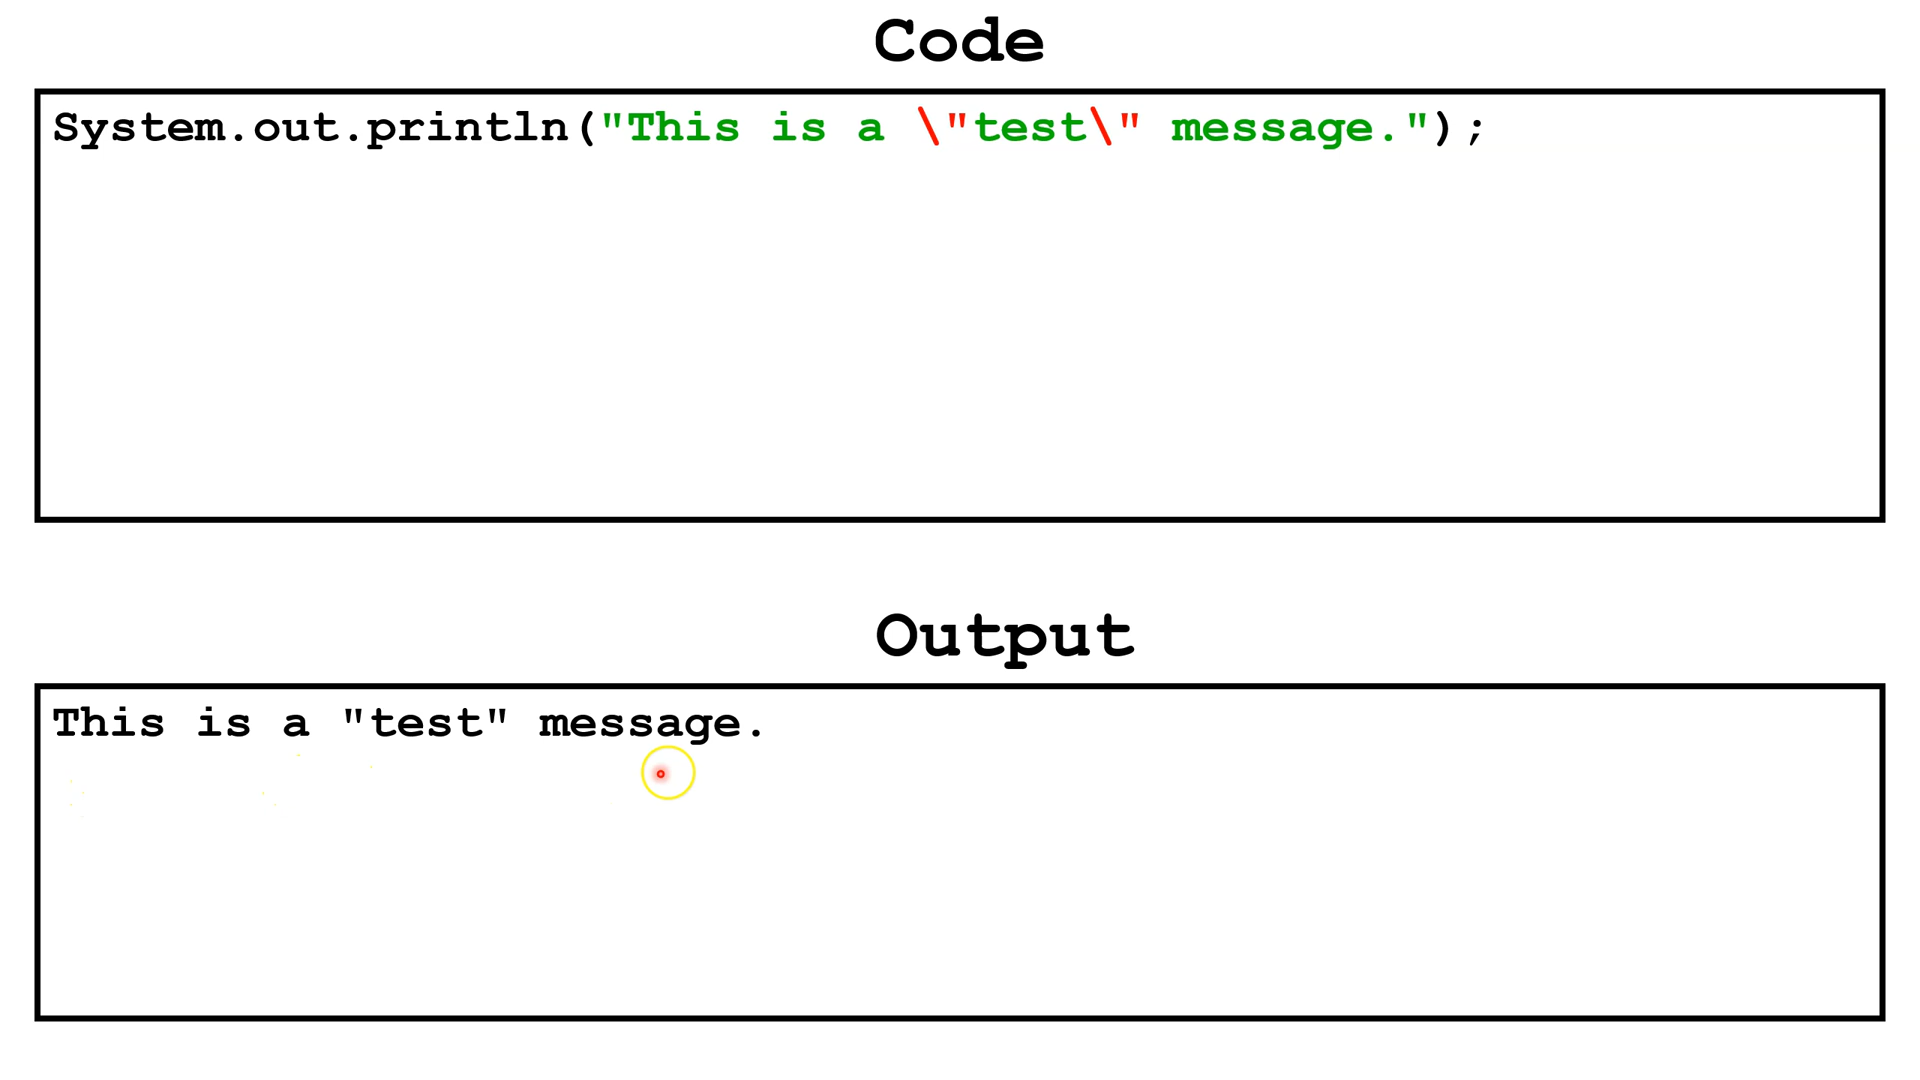 Code
System.out.println("This is a \"test\" message.");
Output
This is a "test" message.